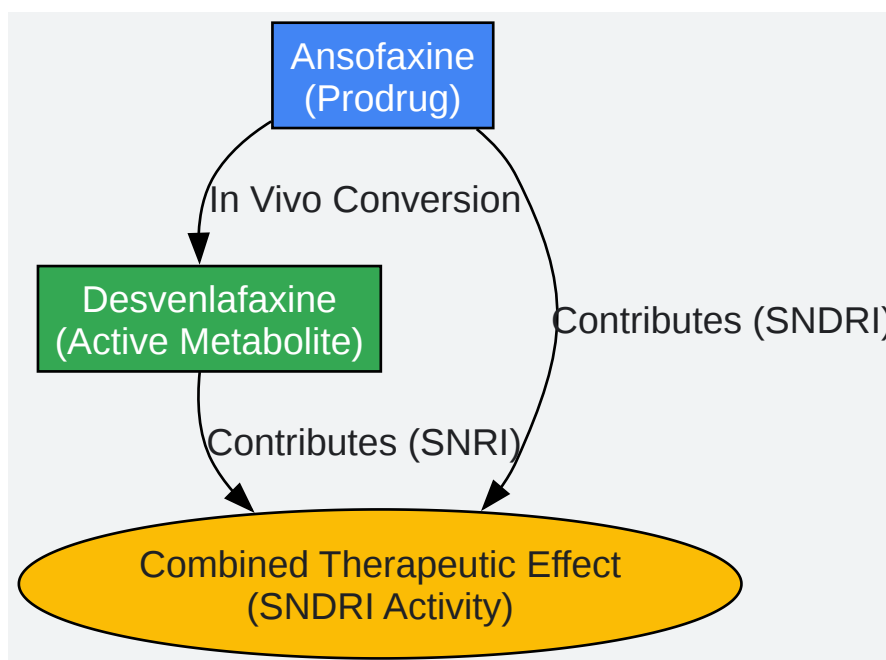 Ansofaxine
(Prodrug)
In Vivo Conversion
Desvenlafaxine
(Active Metabolite)
Contributes (SNDRI)
Contributes (SNRI)
Combined Therapeutic Effect
(SNDRI Activity)